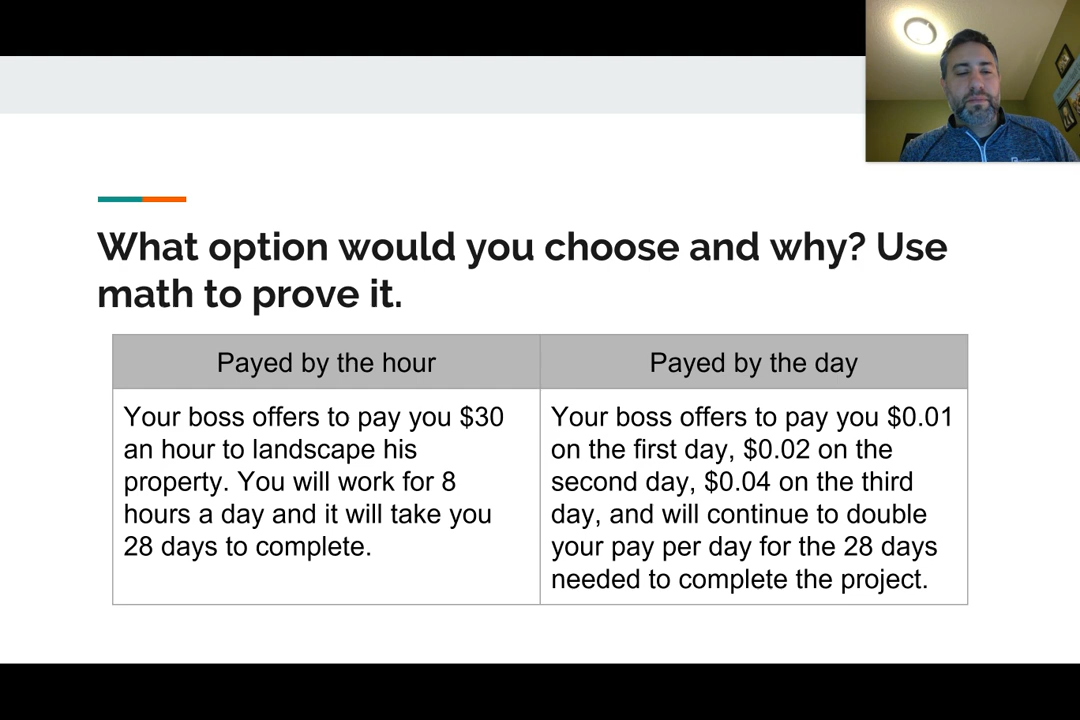 What option would you choose and why? Use
math to prove it.
Payed by the hour
Payed by the day
Your boss offers to pay you $30
an hour to landscape his
property. You will work for 8
hours a day and it will take you
28 days to complete.
Your boss offers to pay you $0.01
on the first day, $0.02 on the
second day, $0.04 on the third
day, and will continue to double
your pay per day for the 28 days
needed to complete the project.